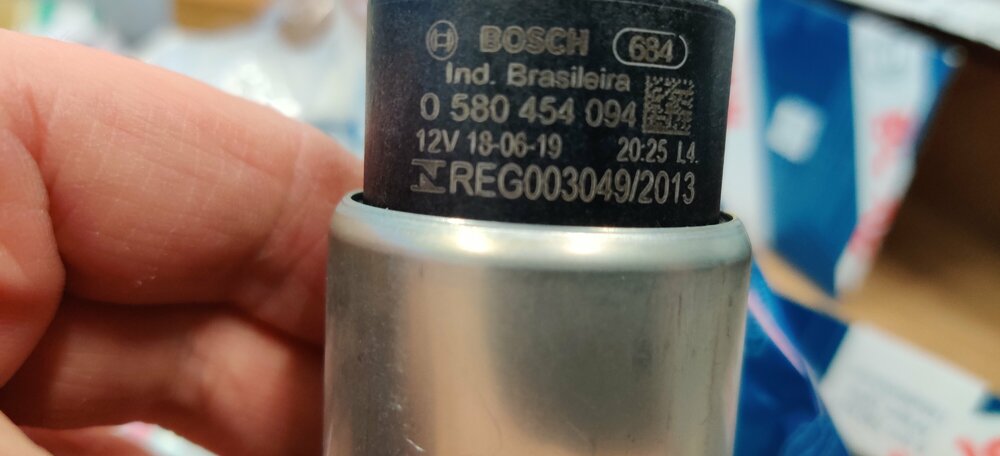 BOSCH 684
Ind. Brasileira
0 580 454 094
12V 18-06-19 20:25 L4.
REG003049/2013